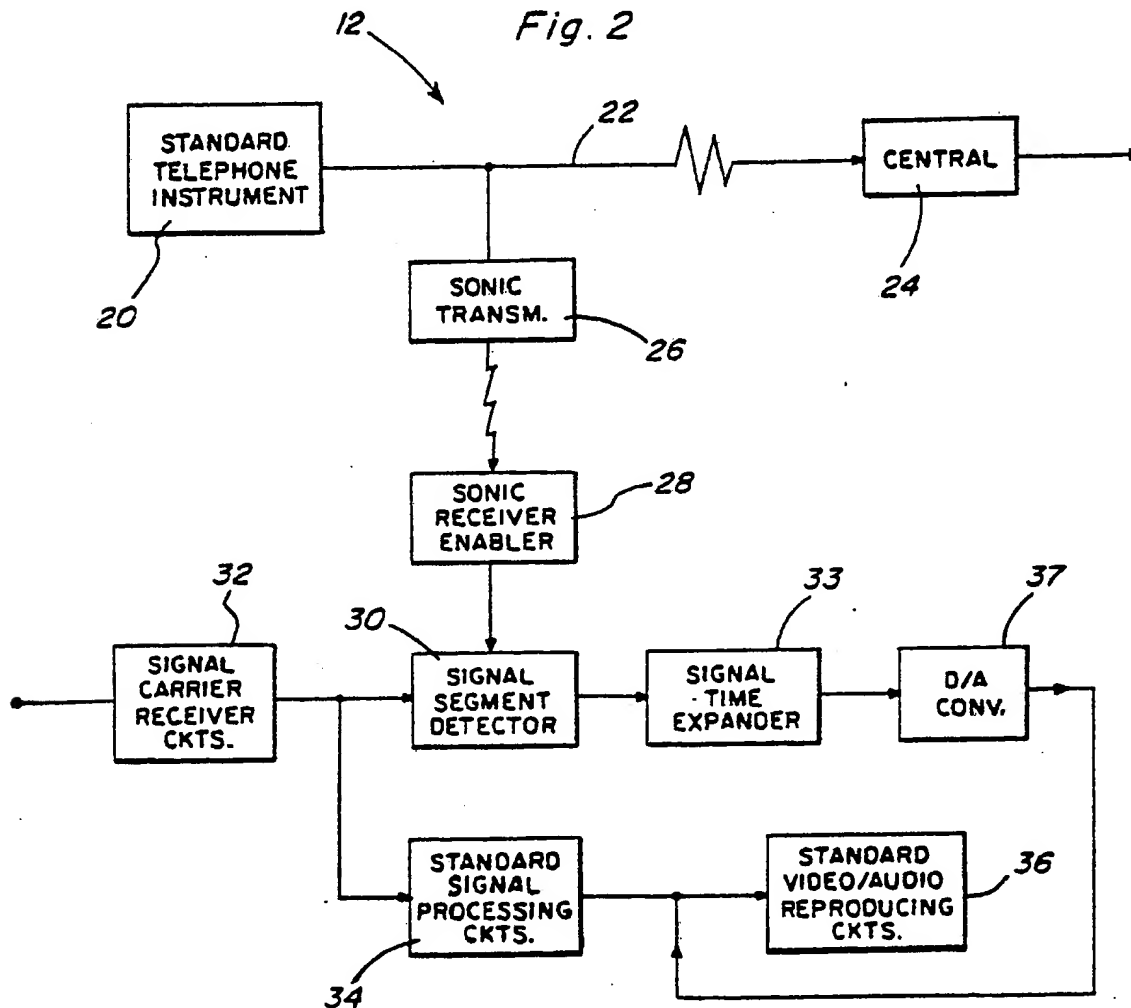 Fig. 2
12
STANDARD
TELEPHONE
INSTRUMENT
20
22
CENTRAL
24
SONIC
TRANSM.
26
SONIC
RECEIVER
ENABLER
28
32
SIGNAL
CARRIER
RECEIVER
CKTS.
30
SIGNAL
SEGMENT
DETECTOR
33
SIGNAL
TIME
EXPANDER
37
D/A
CONV.
STANDARD
SIGNAL
PROCESSING
CKTS.
34
STANDARD
VIDEO/AUDIO
REPRODUCING
CKTS.
36